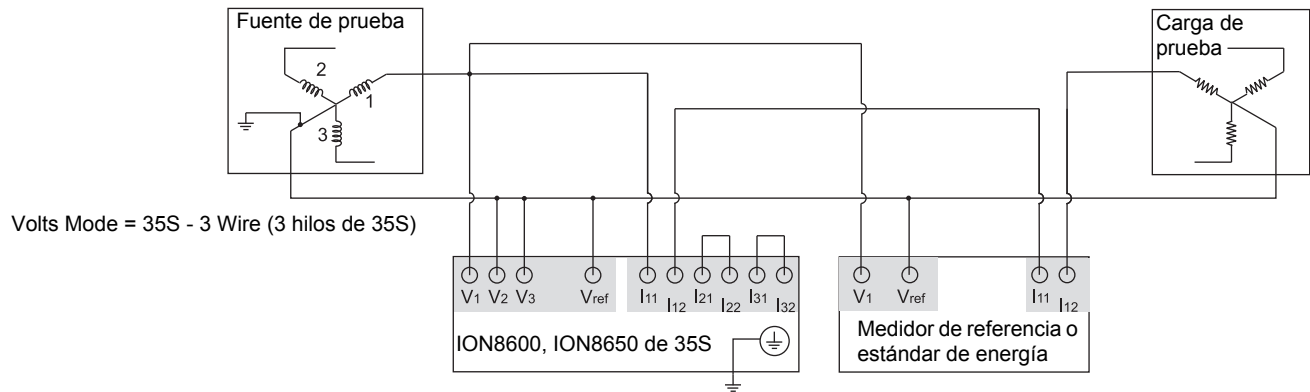 Fuente de prueba
2
1
3
Carga de
prueba
Volts Mode = 35S - 3 Wire (3 hilos de 35S)
V1 V2 V3 Vref I11 I12 I21 I22 I31 I32
ION8600, ION8650 de 35S
V1 Vref I11 I12
Medidor de referencia o
estándar de energía